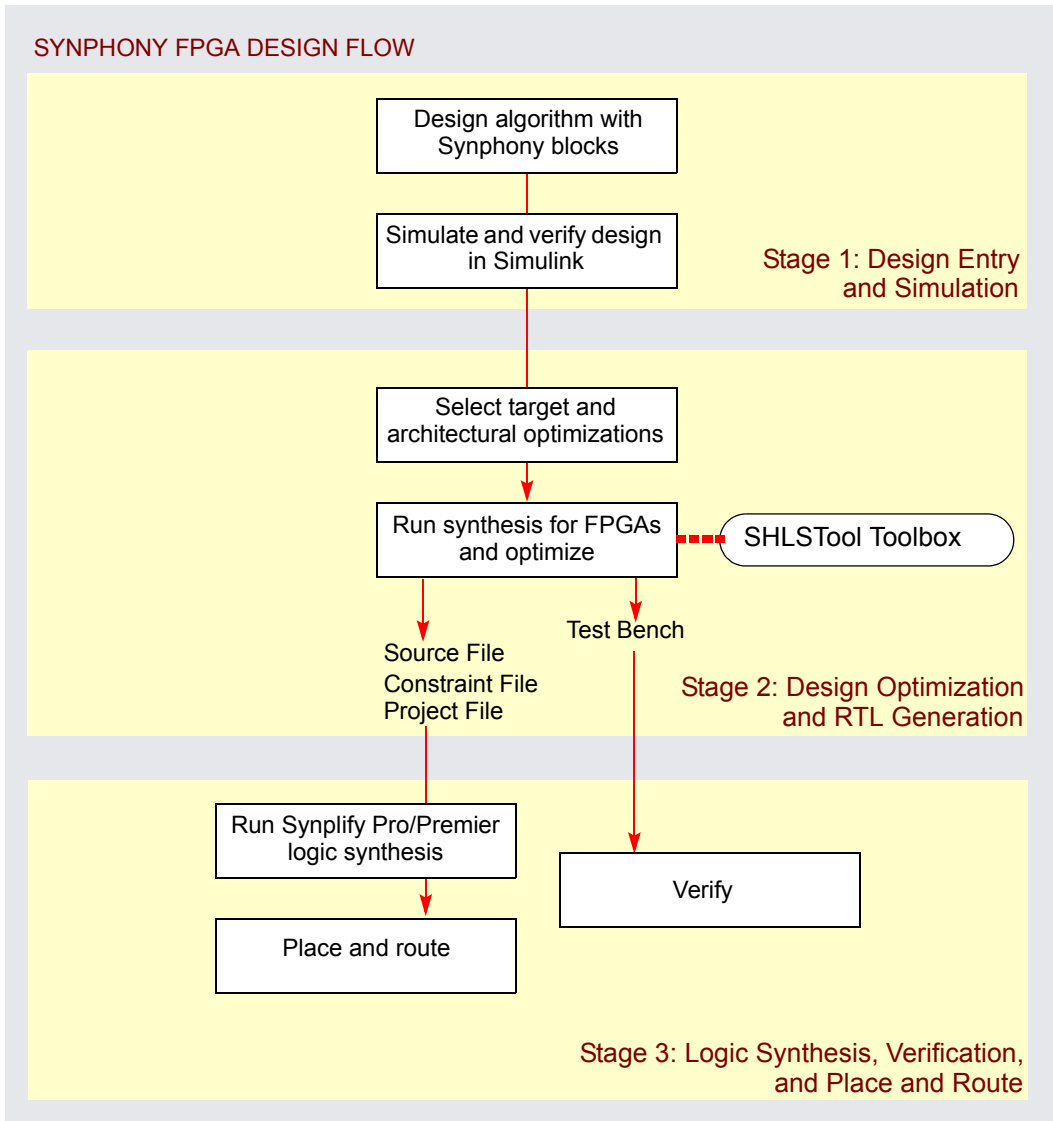 SYNPHONY FPGA DESIGN FLOW
Design algorithm with
Synphony blocks
Simulate and verify design
in Simulink
Stage 1: Design Entry
and Simulation
Select target and
architectural optimizations
Run synthesis for FPGAs
and optimize
SHLSTool Toolbox
Test Bench
Source File
Constraint File
Project File
Stage 2: Design Optimization
and RTL Generation
Run Synplify Pro/Premier
logic synthesis
Verify
Place and route
Stage 3: Logic Synthesis, Verification,
and Place and Route